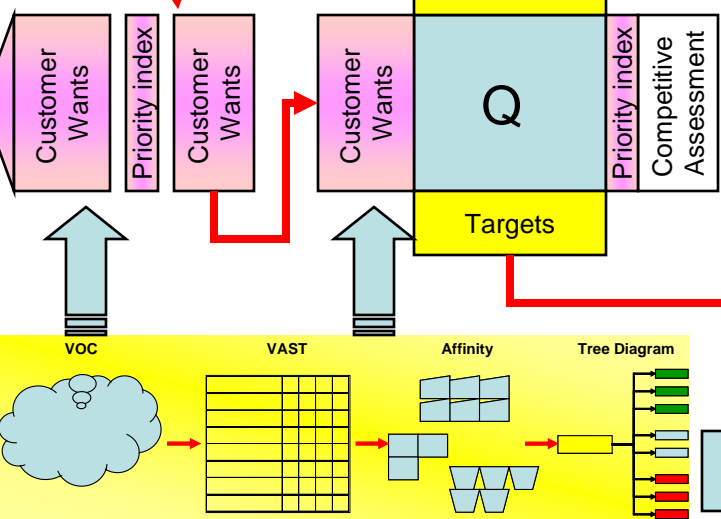 Customer
Wants
Priority index
Customer
Wants
Customer
Wants
Q
Priority index
Competitive
Assessment
Targets
VOC
VAST
Affinity
Tree Diagram